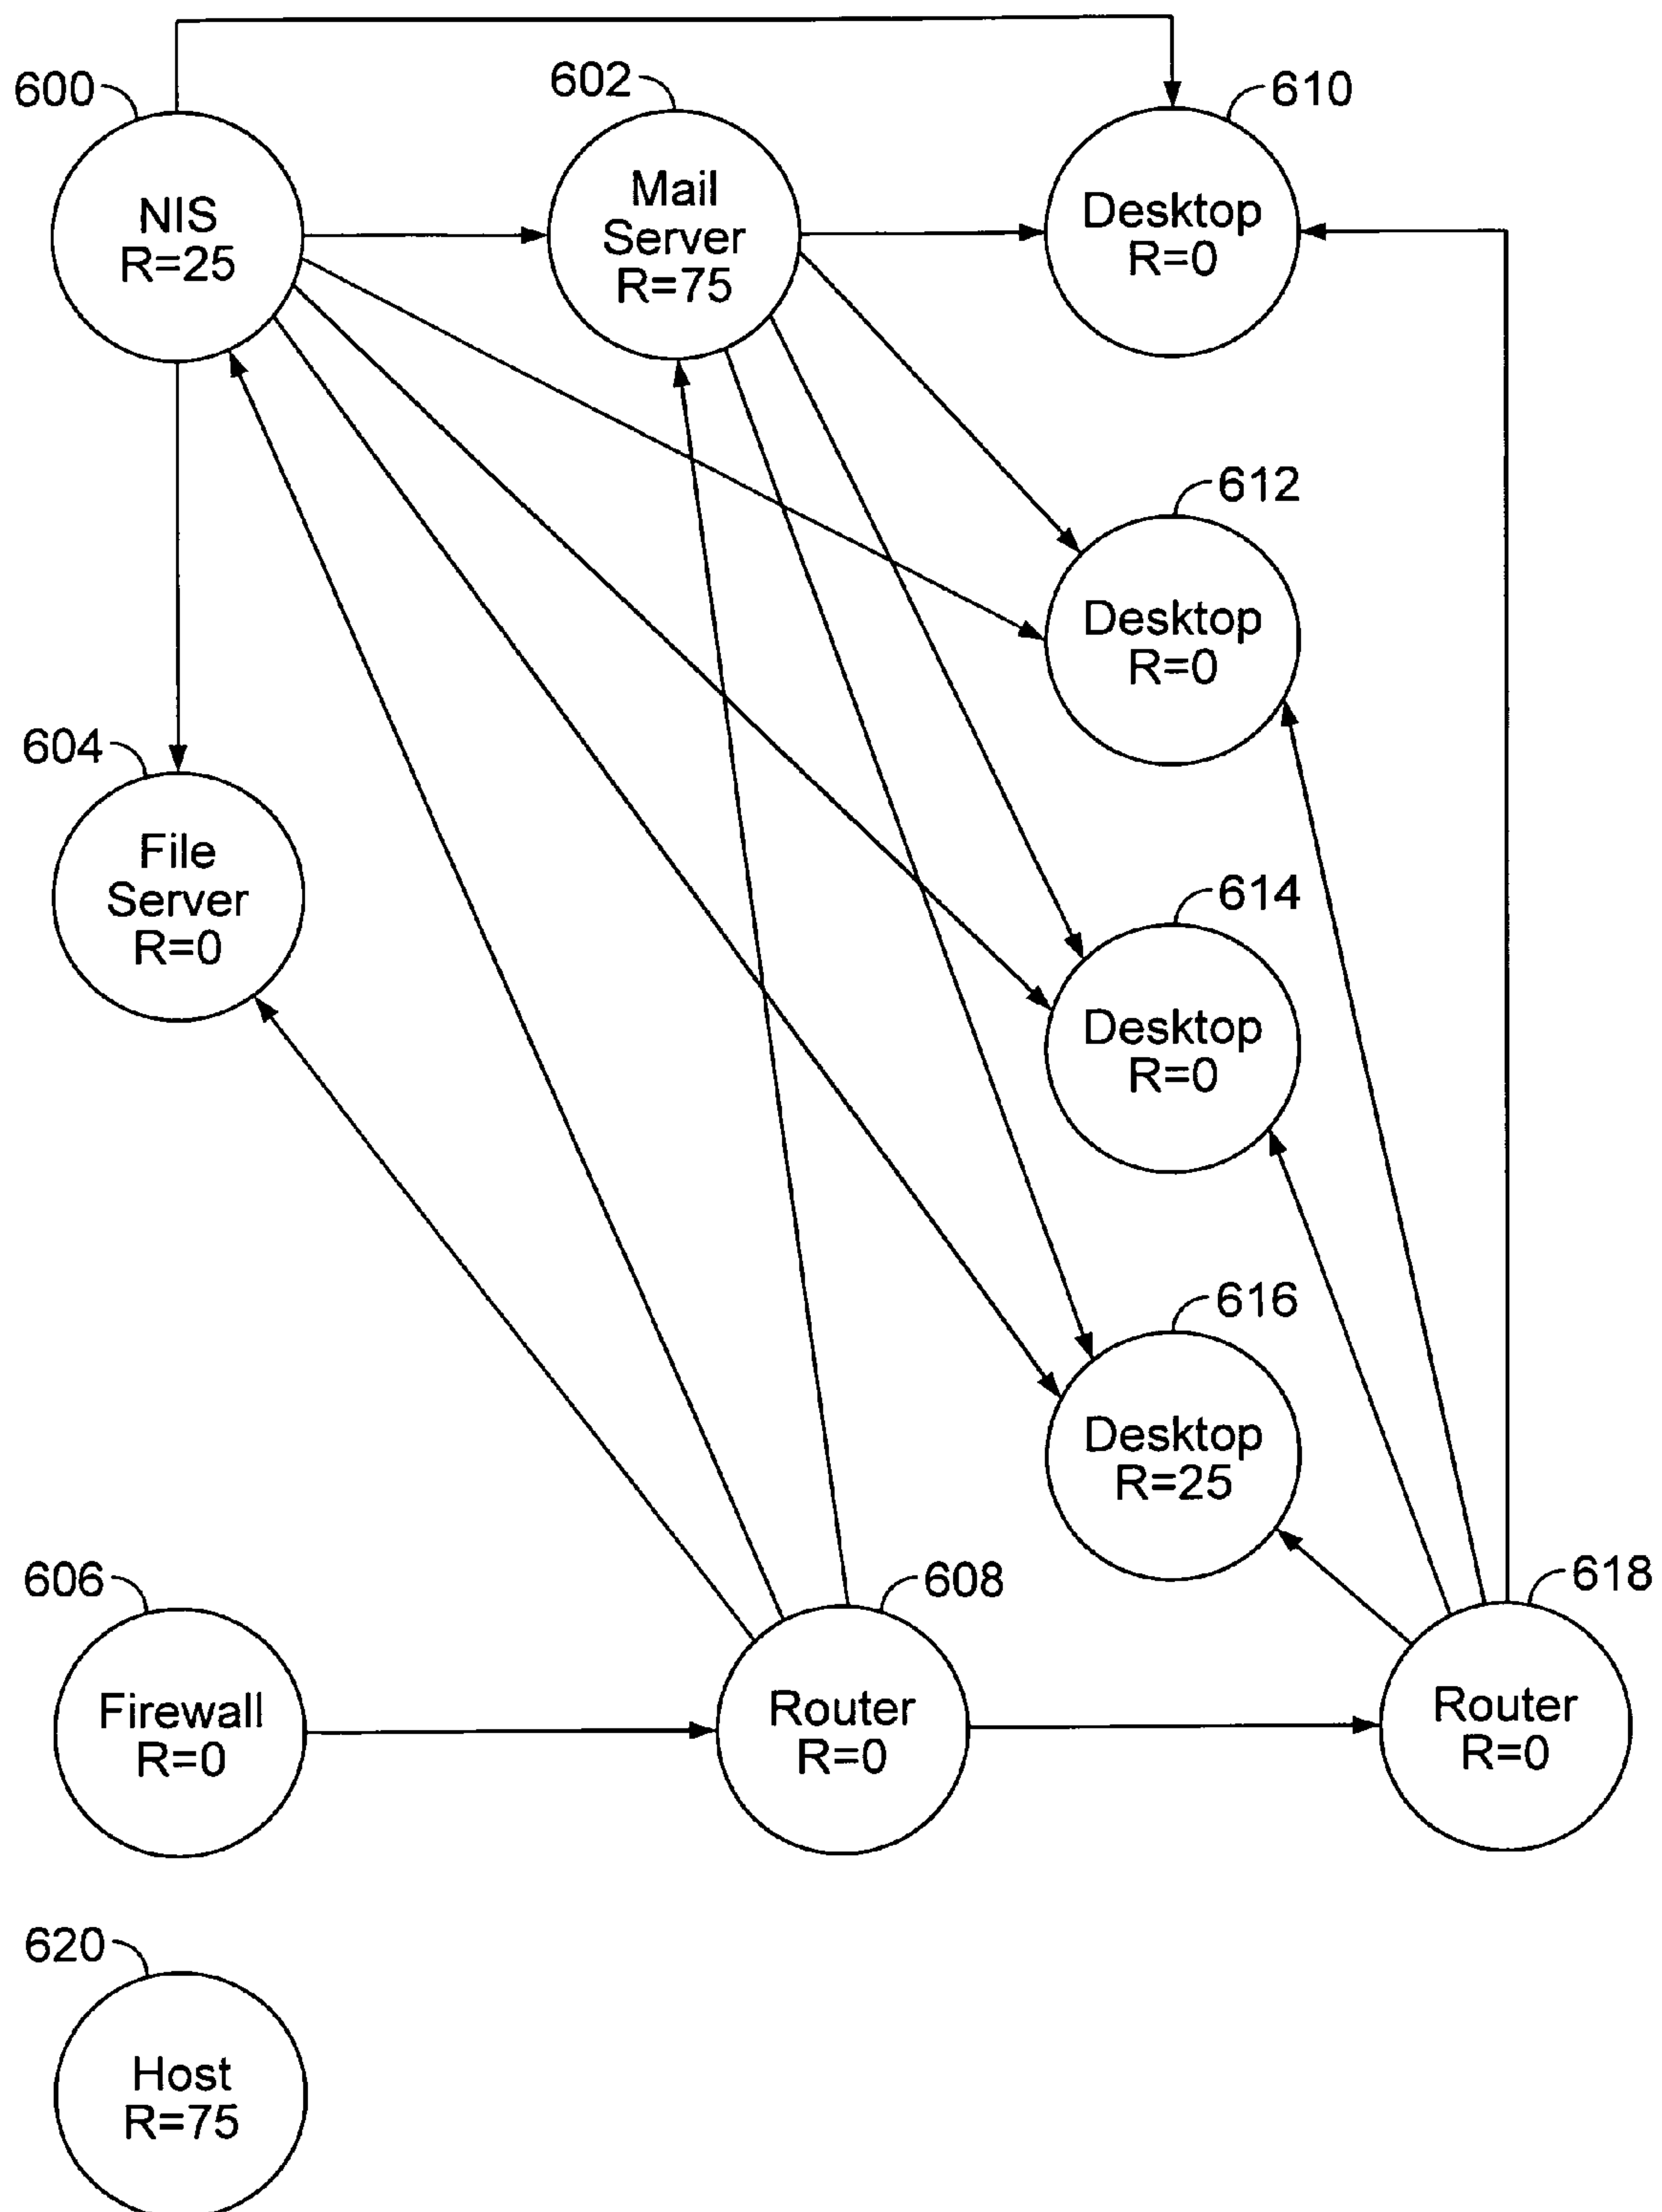 600
NIS
R=25
602
Mail
Server
R=75
610
Desktop
R=0
612
Desktop
R=0
604
File
Server
R=0
614
Desktop
R=0
616
Desktop
R=25
606
Firewall
R=0
608
Router
R=0
618
Router
R=0
620
Host
R=75